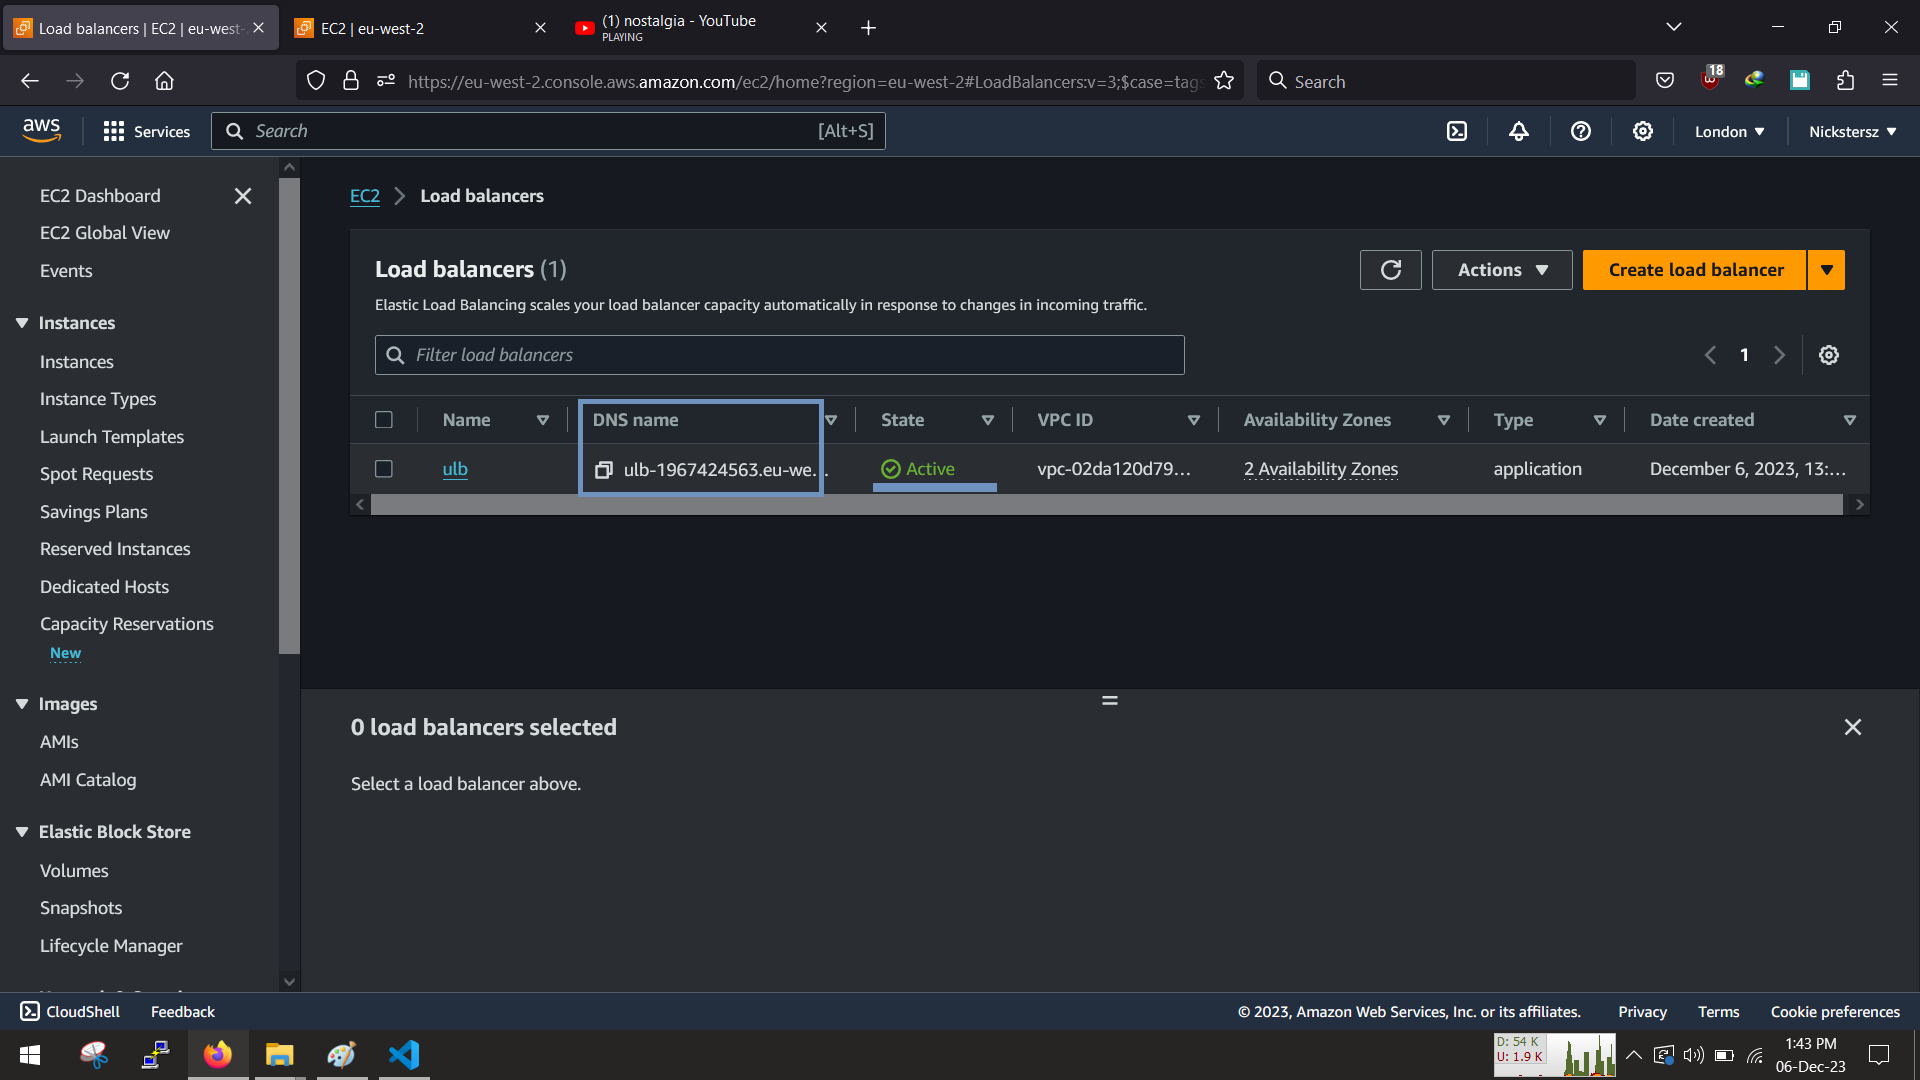 Load balancers | EC2 | eu-west-2
EC2 | eu-west-2
(1) nostalgia - YouTube
PLAYING
https://eu-west-2.console.aws.amazon.com/ec2/home?region=eu-west-2#LoadBalancers:v=3;$case=tags
Search
18
aws
Services
Search
[Alt+S]
London
Nickstersz
EC2 Dashboard
EC2 Global View
Events
Instances
Instances
Instance Types
Launch Templates
Spot Requests
Savings Plans
Reserved Instances
Dedicated Hosts
Capacity Reservations
New
Images
AMIs
AMI Catalog
Elastic Block Store
Volumes
Snapshots
Lifecycle Manager
EC2 > Load balancers
Load balancers (1)
Actions
Create load balancer
Elastic Load Balancing scales your load balancer capacity automatically in response to changes in incoming traffic.
Filter load balancers
1
Name DNS name State VPC ID Availability Zones Type Date created
ulb ulb-1967424563.eu-we... Active vpc-02da120d79... 2 Availability Zones application December 6, 2023, 13:...
0 load balancers selected
Select a load balancer above.
CloudShell
Feedback
© 2023, Amazon Web Services, Inc. or its affiliates.
Privacy
Terms
Cookie preferences
D: 54 K
U: 1.9 K
1:43 PM
06-Dec-23